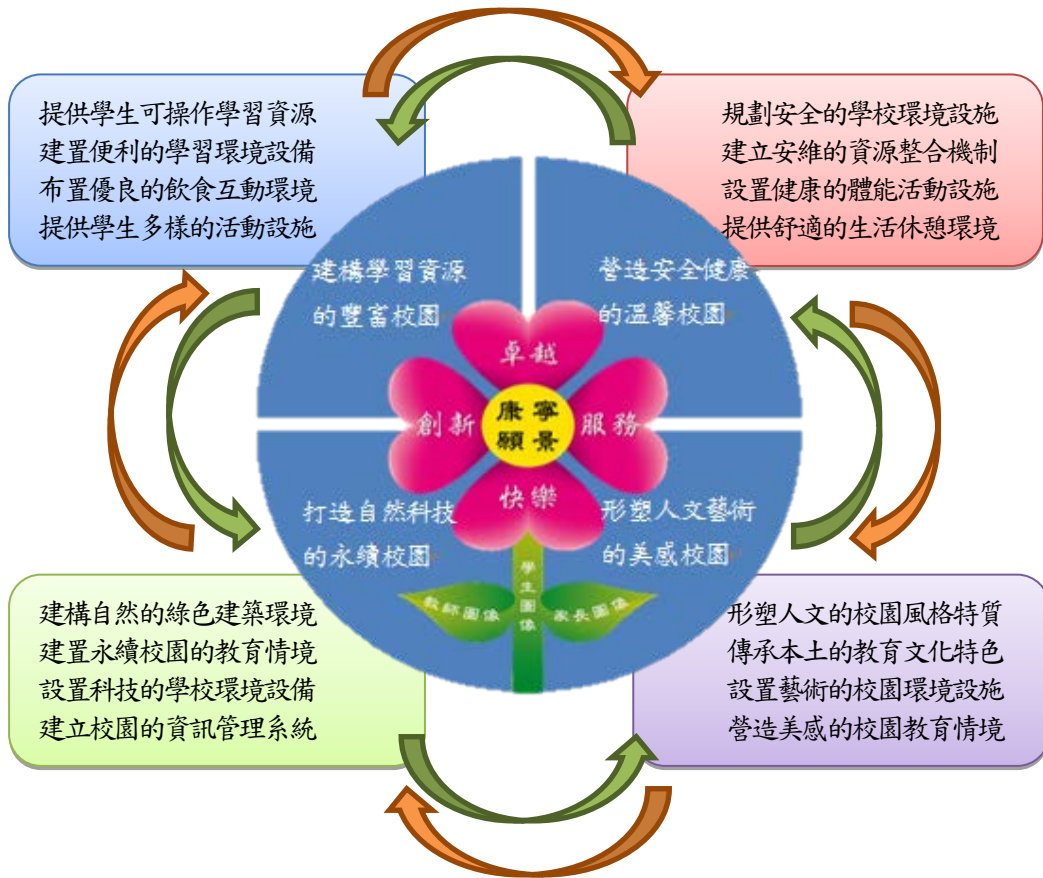 提供學生可操作學習資源
建置便利的學習環境設備
布置優良的飲食互動環境
提供學生多樣的活動設施
規劃安全的學校環境設施
建立安維的資源整合機制
設置健康的體能活動設施
提供舒適的生活休憩環境
建構學習資源
的豐富校園
營造安全健康
的溫馨校園
卓越
創新
康寧
願景
服務
快樂
打造自然科技
的永續校園
形塑人文藝術
的美感校園
教師圖像
學生圖像
家長圖像
建構自然的綠色建築環境
建置永續校園的教育情境
設置科技的學校環境設備
建立校園的資訊管理系統
形塑人文的校園風格特質
傳承本土的教育文化特色
設置藝術的校園環境設施
營造美感的校園教育情境